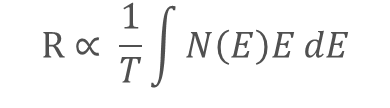 R ∝ 1/T ∫ N(E)E dE